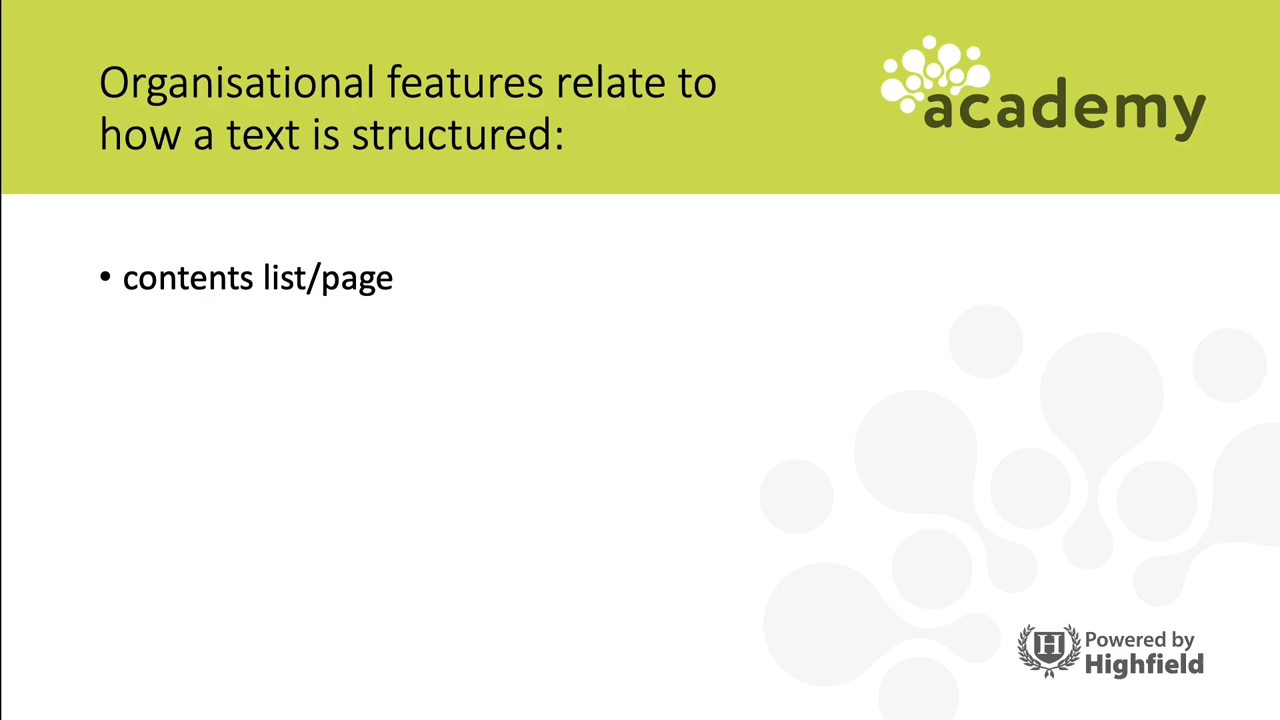 Organisational features relate to
how a text is structured:
academy
• contents list/page
H
Powered by
Highfield